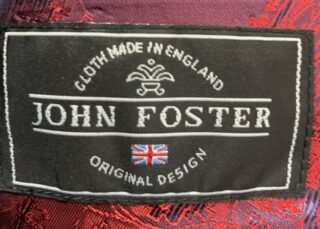 CLOTH MADE IN ENGLAND
JOHN FOSTER
ORIGINAL DESIGN